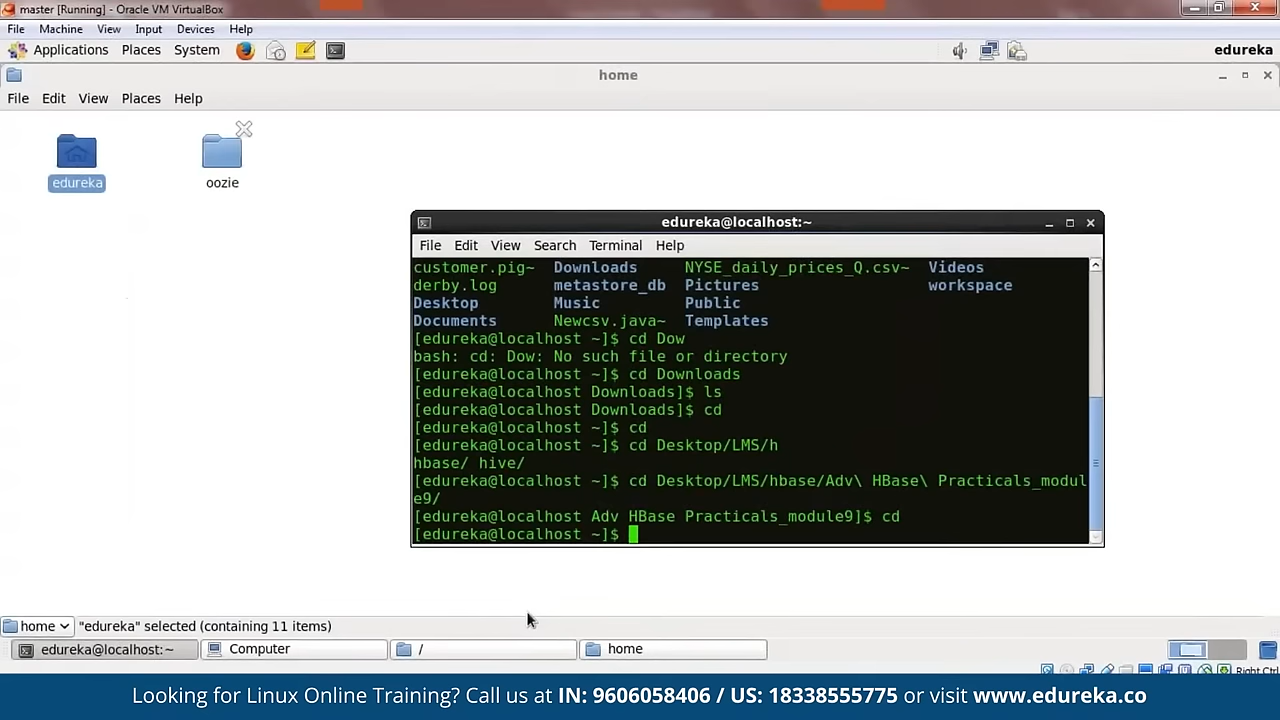 master [Running] - Oracle VM VirtualBox
File Machine View Input Devices Help
Applications Places System edureka
home
File Edit View Places Help
edureka oozie
edureka@localhost:~
File Edit View Search Terminal Help
customer.pig~ Downloads NYSE_daily_prices_Q.csv~ Videos
derby.log metastore_db Pictures workspace
Desktop Music Public
Documents Newcsv.java~ Templates
[edureka@localhost ~]$ cd Dow
bash: cd: Dow: No such file or directory
[edureka@localhost ~]$ cd Downloads
[edureka@localhost Downloads]$ ls
[edureka@localhost Downloads]$ cd
[edureka@localhost ~]$ cd
[edureka@localhost ~]$ cd Desktop/LMS/h
hbase/ hive/
[edureka@localhost ~]$ cd Desktop/LMS/hbase/Adv\ HBase\ Practicals_modul
e9/
[edureka@localhost Adv HBase Practicals_module9]$ cd
[edureka@localhost ~]$
home "edureka" selected (containing 11 items)
edureka@localhost:~ Computer / home
Right Ctrl
Looking for Linux Online Training? Call us at IN: 9606058406 / US: 18338555775 or visit www.edureka.co